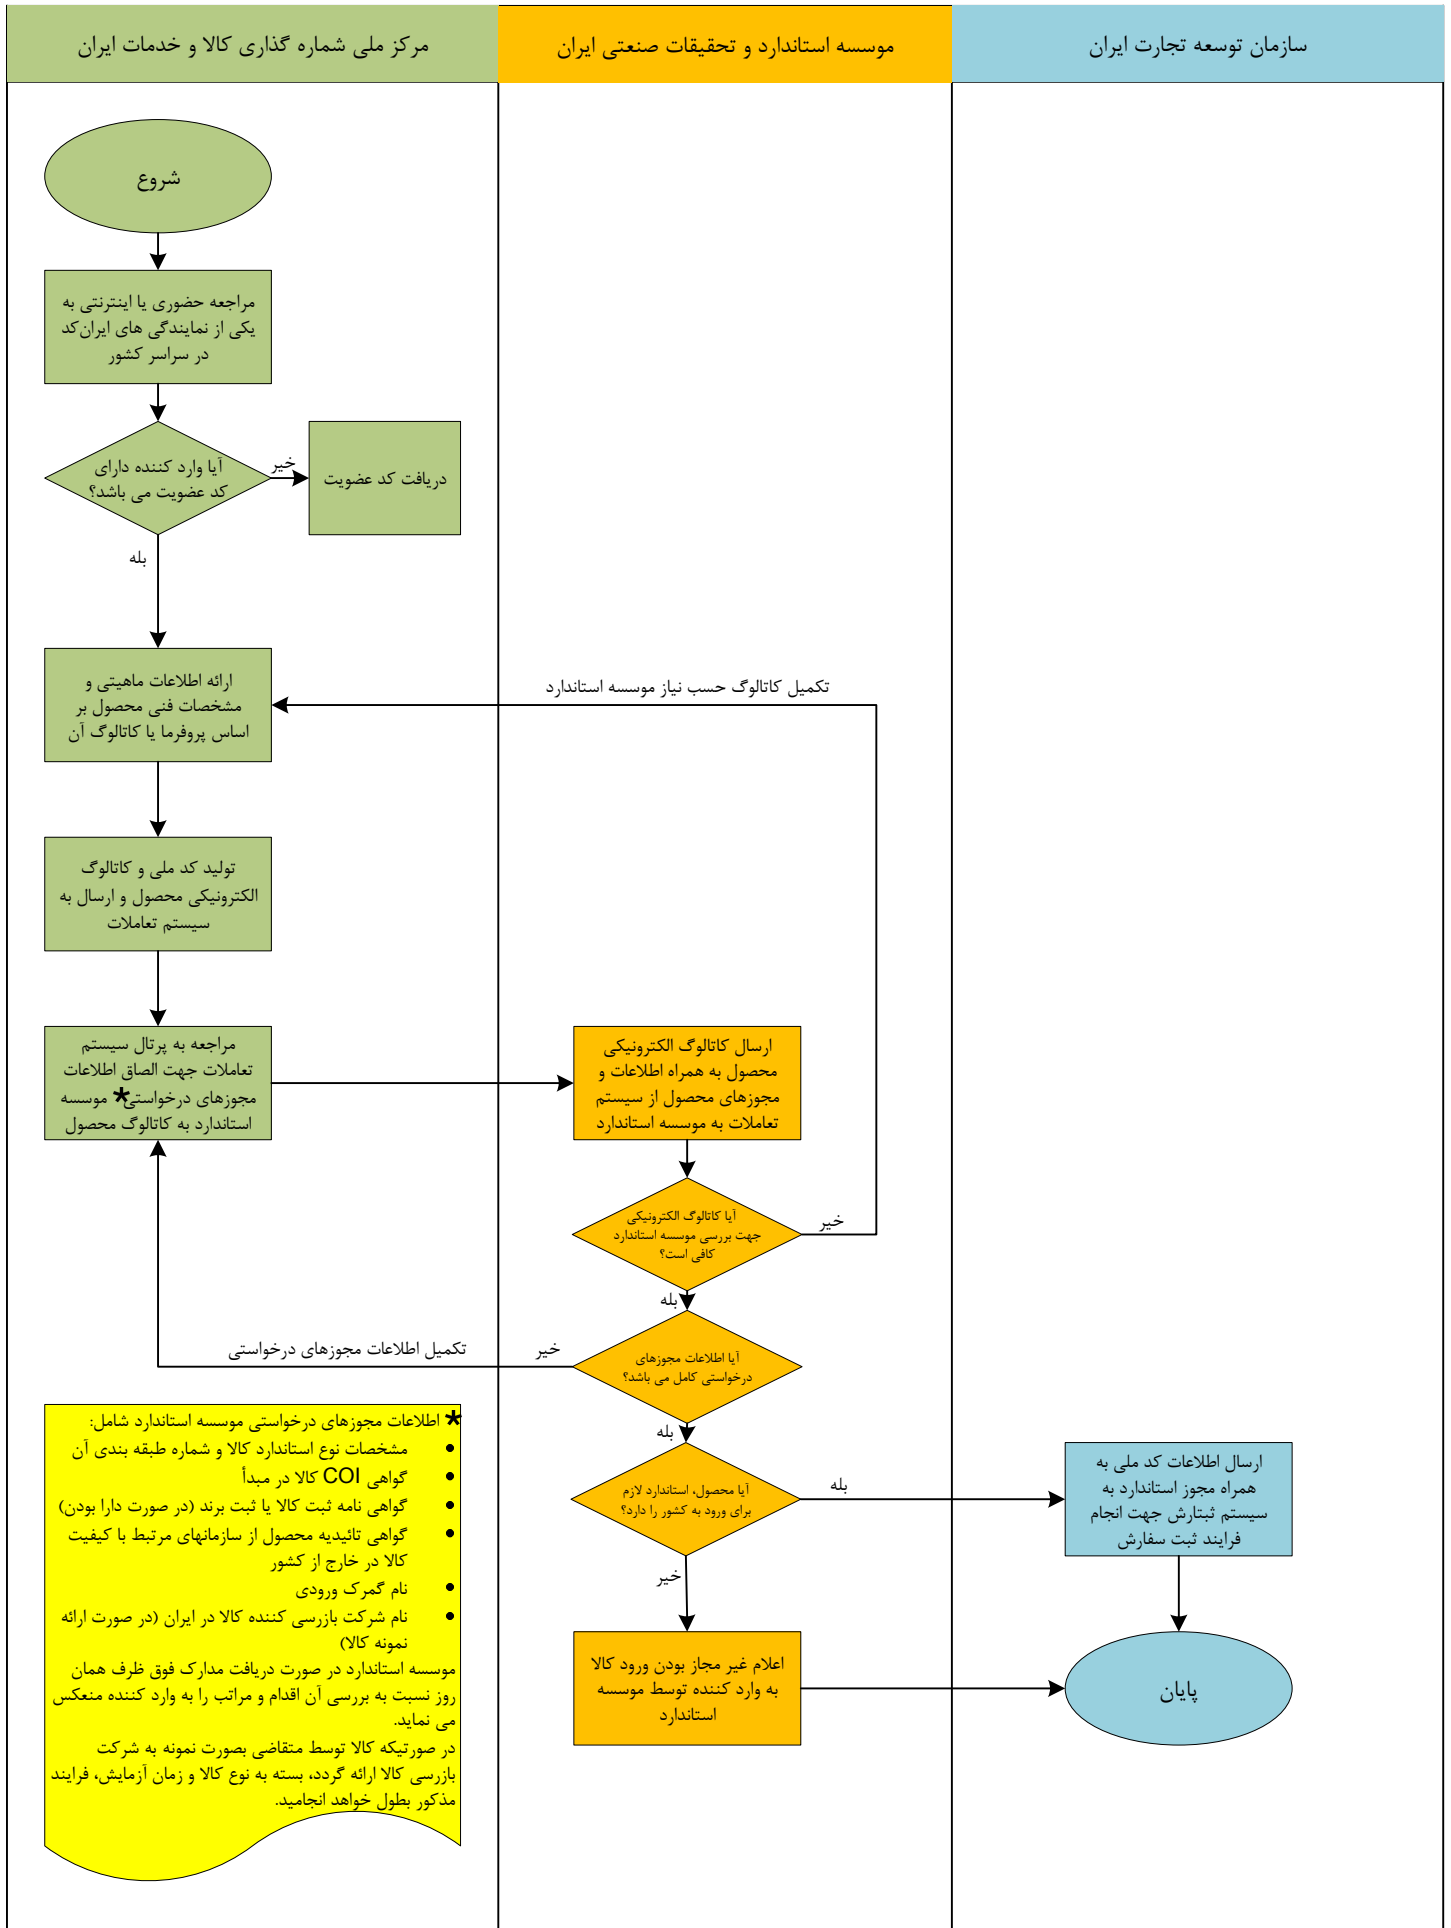 سازمان توسعه تجارت ایران
موسسه استاندارد و تحقیقات صنعتی ایران
مرکز ملی شماره گذاری کالا و خدمات ایران
شروع
مراجعه حضوری یا اینترنتی به
یکی از نمایندگی های ایران‌کد
در سراسر کشور
آیا وارد کننده دارای
کد عضویت می باشد؟
خیر
دریافت کد عضویت
بله
ارائه اطلاعات ماهیتی و
مشخصات فنی محصول بر
اساس پروفرما یا کاتالوگ آن
تکمیل کاتالوگ حسب نیاز موسسه استاندارد
تولید کد ملی و کاتالوگ
الکترونیکی محصول و ارسال به
سیستم تعاملات
مراجعه به پرتال سیستم
تعاملات جهت الصاق اطلاعات
مجوزهای درخواستی* موسسه
استاندارد به کاتالوگ محصول
ارسال کاتالوگ الکترونیکی
محصول به همراه اطلاعات و
مجوزهای محصول از سیستم
تعاملات به موسسه استاندارد
آیا کاتالوگ الکترونیکی
جهت بررسی موسسه استاندارد
کافی است؟
خیر
بله
آیا اطلاعات مجوزهای
درخواستی کامل می باشد؟
خیر
تکمیل اطلاعات مجوزهای درخواستی
بله
آیا محصول، استاندارد لازم
برای ورود به کشور را دارد؟
بله
ارسال اطلاعات کد ملی به
همراه مجوز استاندارد به
سیستم ثبتارش جهت انجام
فرایند ثبت سفارش
خیر
اعلام غیر مجاز بودن ورود کالا
به وارد کننده توسط موسسه
استاندارد
پایان
* اطلاعات مجوزهای درخواستی موسسه استاندارد شامل:
• مشخصات نوع استاندارد کالا و شماره طبقه بندی آن
• گواهی COI کالا در مبدأ
• گواهی نامه ثبت کالا یا ثبت برند (در صورت دارا بودن)
• گواهی تائیدیه محصول از سازمانهای مرتبط با کیفیت
کالا در خارج از کشور
• نام گمرک ورودی
• نام شرکت بازرسی کننده کالا در ایران (در صورت ارائه
نمونه کالا)
موسسه استاندارد در صورت دریافت مدارک فوق ظرف همان
روز نسبت به بررسی آن اقدام و مراتب را به وارد کننده منعکس
می نماید.
در صورتیکه کالا توسط متقاضی بصورت نمونه به شرکت
بازرسی کالا ارائه گردد، بسته به نوع کالا و زمان آزمایش، فرایند
مذکور بطول خواهد انجامید.